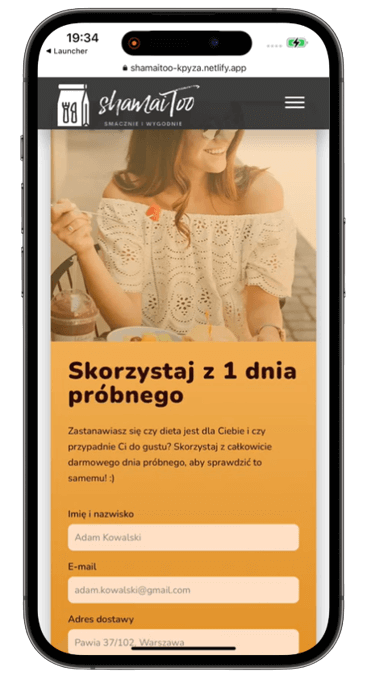 19:34
◀ Launcher
shamaitoo-kpyza.netlify.app
shamaiToo
SMACZNIE I WYGODNIE
Skorzystaj z 1 dnia
próbnego
Zastanawiasz się czy dieta jest dla Ciebie i czy
przypadnie Ci do gustu? Skorzystaj z całkowicie
darmowego dnia próbnego, aby sprawdzić to
samemu! :)
Imię i nazwisko
Adam Kowalski
E-mail
adam.kowalski@gmail.com
Adres dostawy
Pawia 37/102, Warszawa